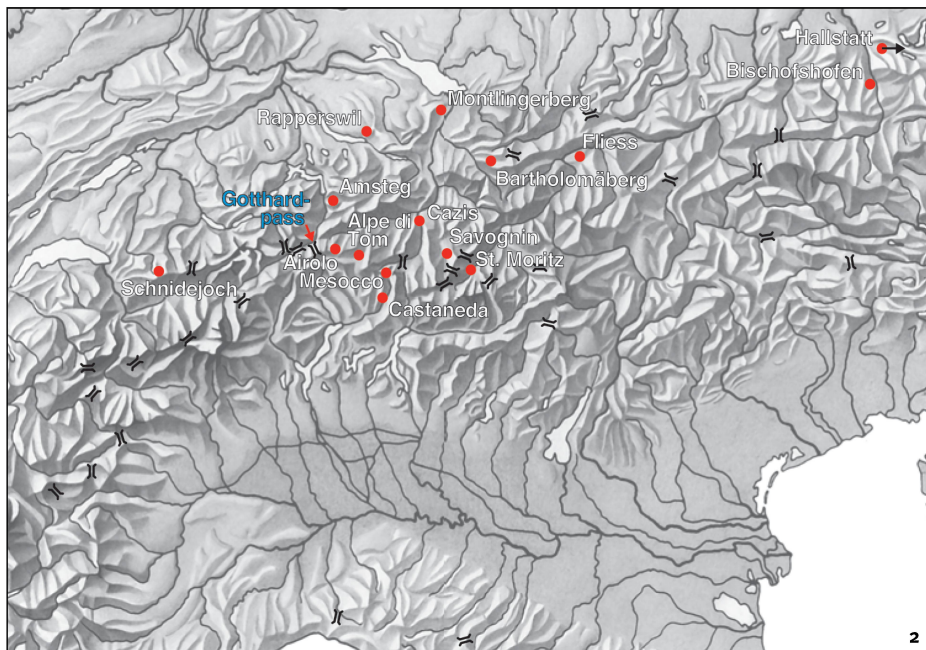 Hallstatt
Bischofshofen
Montlingerberg
Rapperswil
Fliess
Bartholomäberg
Amsteg
Gotthard-
pass
Alpe di
Tom
Cazis
Savognin
Airolo
St. Moritz
Mesocco
Schnidejoch
Castaneda
2